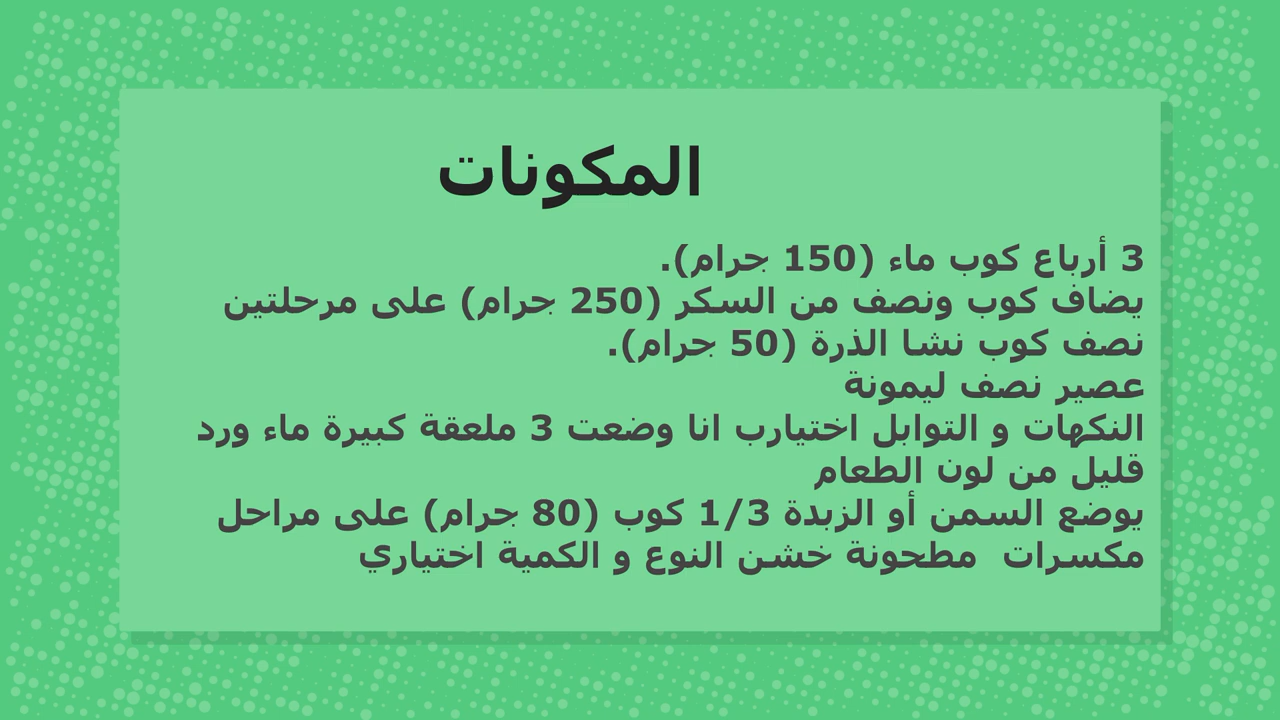 المكونات
3 أرباع كوب ماء (150 جرام).
يضاف كوب ونصف من السكر (250 جرام) على مرحلتين
نصف كوب نشا الذرة (50 جرام).
عصير نصف ليمونة
النكهات و التوابل اختيارب انا وضعت 3 ملعقة كبيرة ماء ورد
قليل من لون الطعام
يوضع السمن أو الزبدة 1/3 كوب (80 جرام) على مراحل
مكسرات  مطحونة خشن النوع و الكمية اختياري